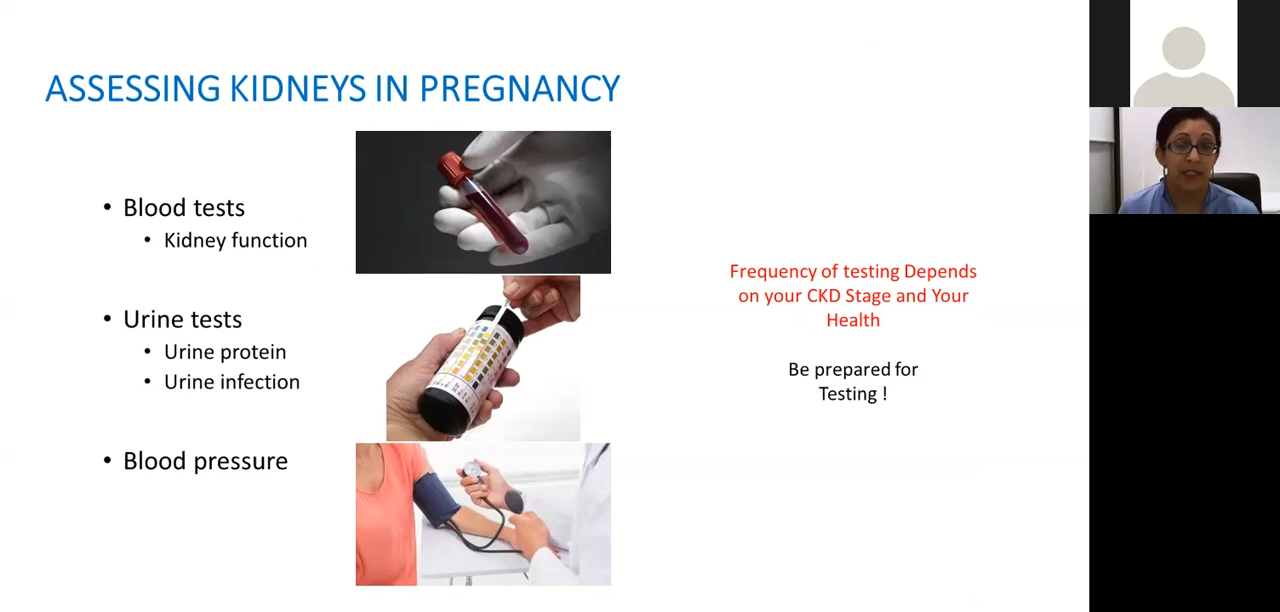 ASSESSING KIDNEYS IN PREGNANCY
• Blood tests
• Kidney function
• Urine tests
• Urine protein
• Urine infection
• Blood pressure
Frequency of testing Depends
on your CKD Stage and Your
Health
Be prepared for
Testing !